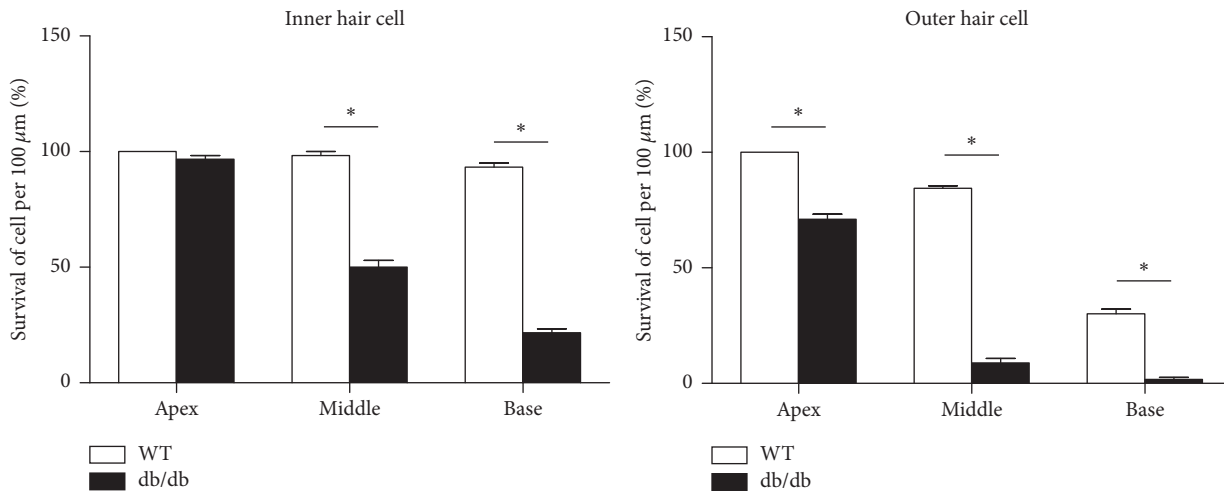 Inner hair cell
150
100
50
0
Survival of cell per 100 μm (%)
*
*
Apex
Middle
Base
WT
db/db
Outer hair cell
150
100
50
0
Survival of cell per 100 μm (%)
*
*
*
Apex
Middle
Base
WT
db/db